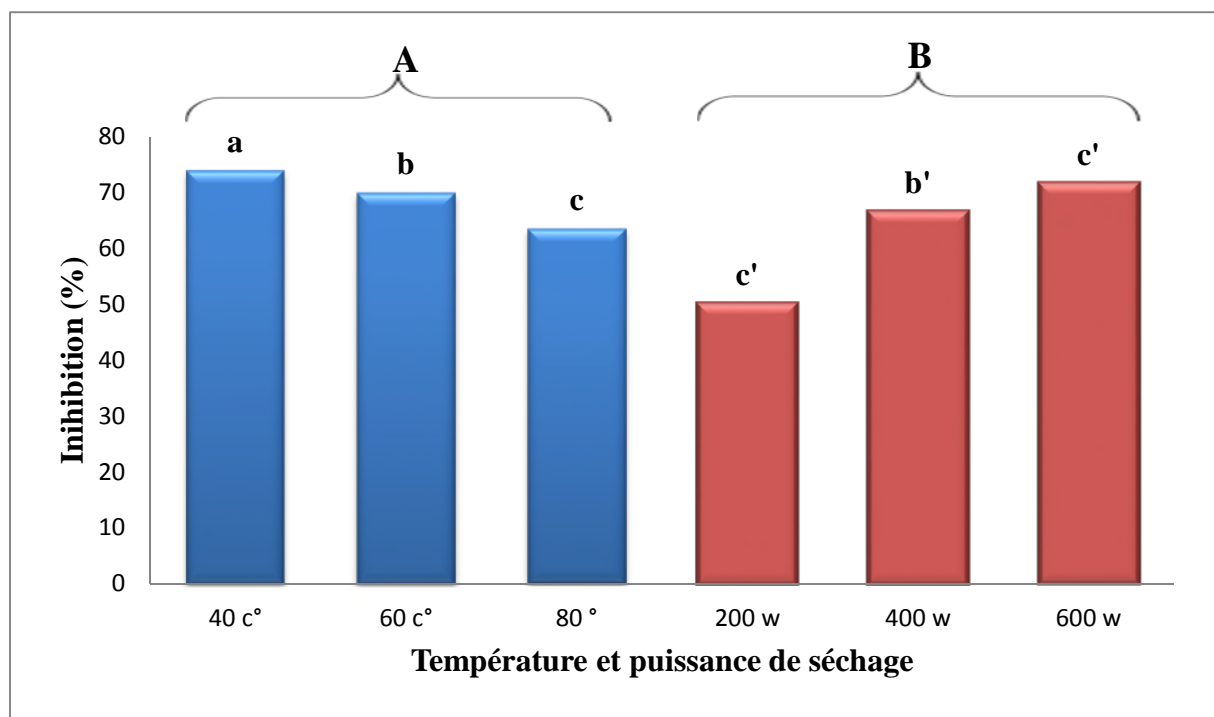 A
B
80
70
60
50
40
30
20
10
0
a
b
c
c'
b'
c'
Inihibition (%)
40 c°
60 c°
80 °
200 w
400 w
600 w
Température et puissance de séchage